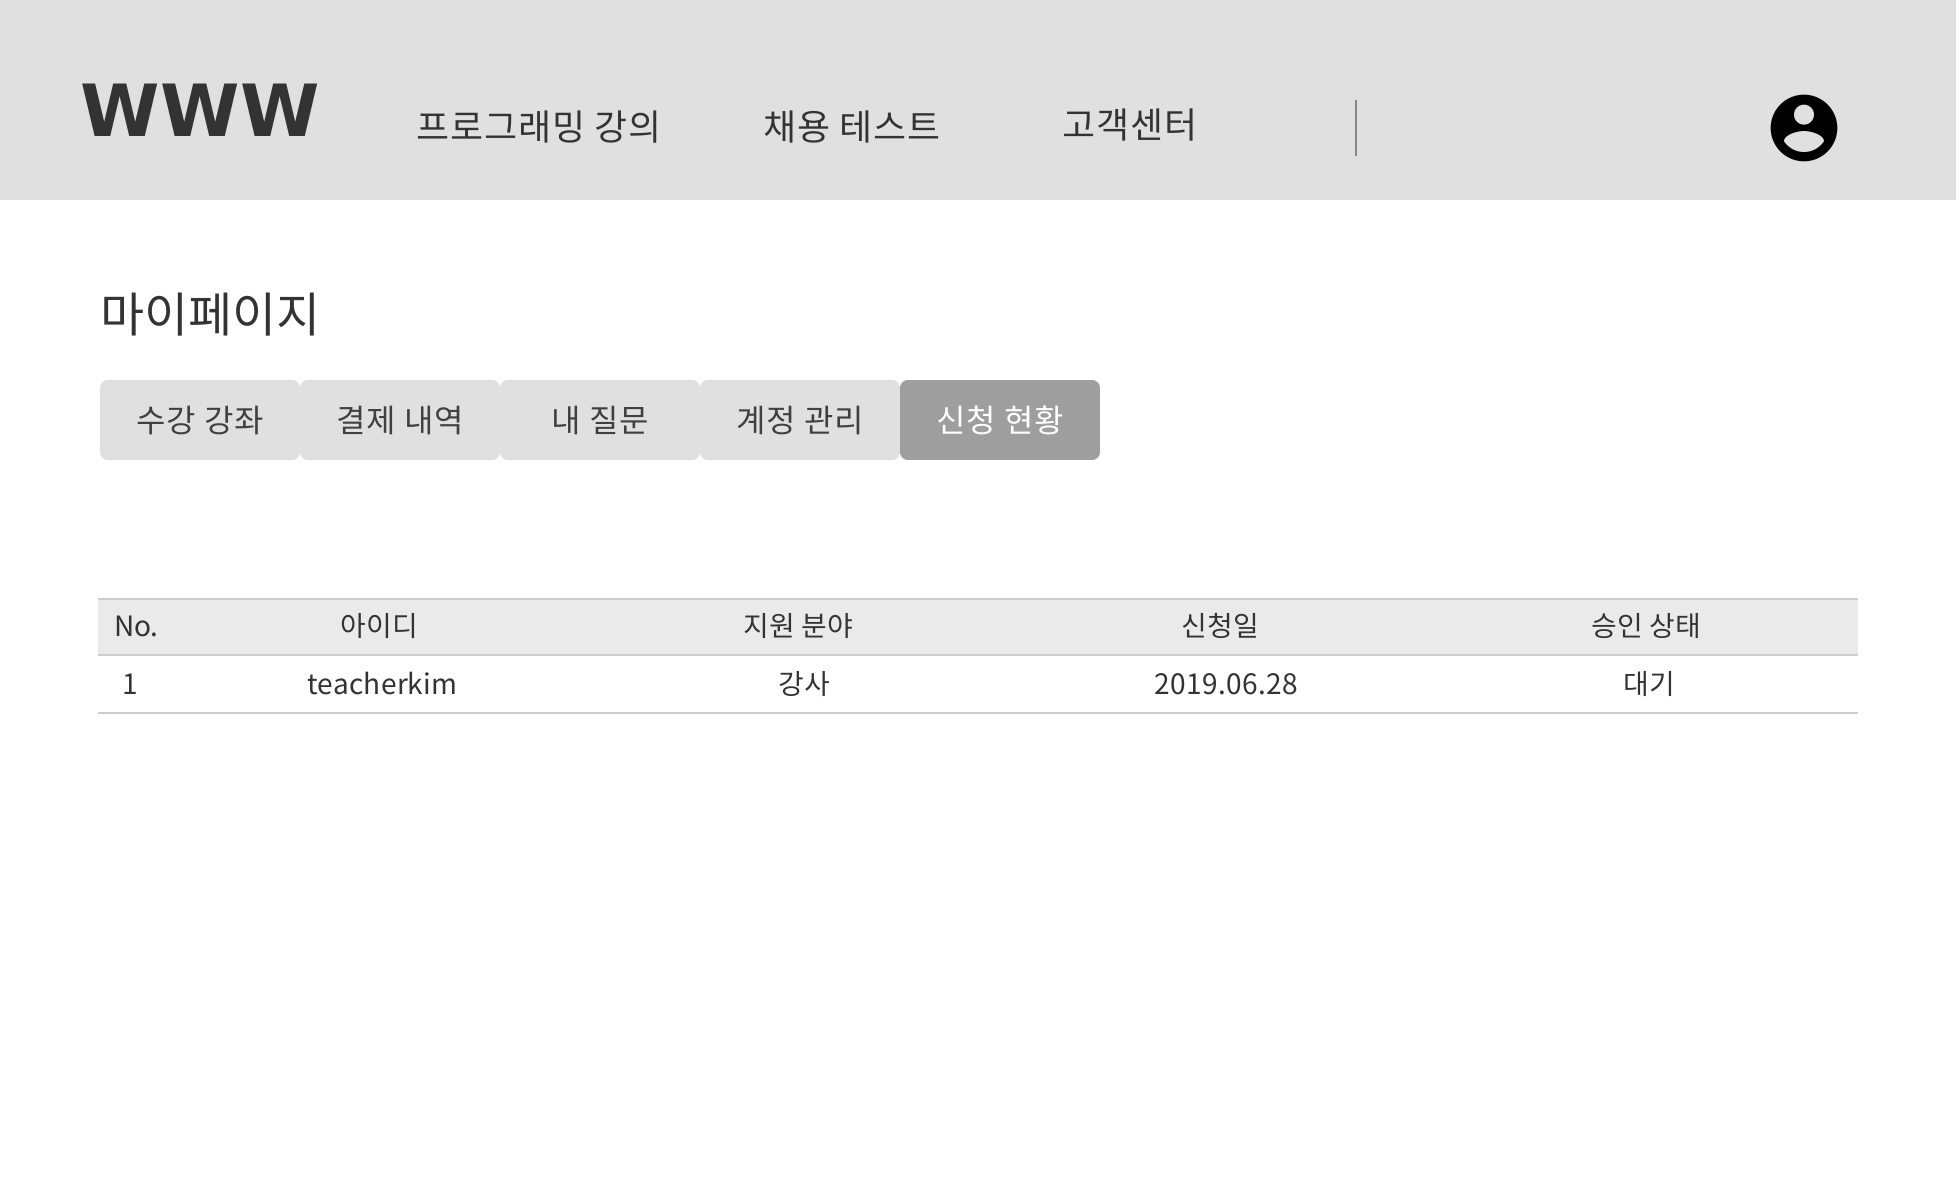 WWW 프로그래밍 강의 채용 테스트 고객센터
마이페이지
수강 강좌 결제 내역 내 질문 계정 관리 신청 현황
No. 아이디 지원 분야 신청일 승인 상태
1 teacherkim 강사 2019.06.28 대기